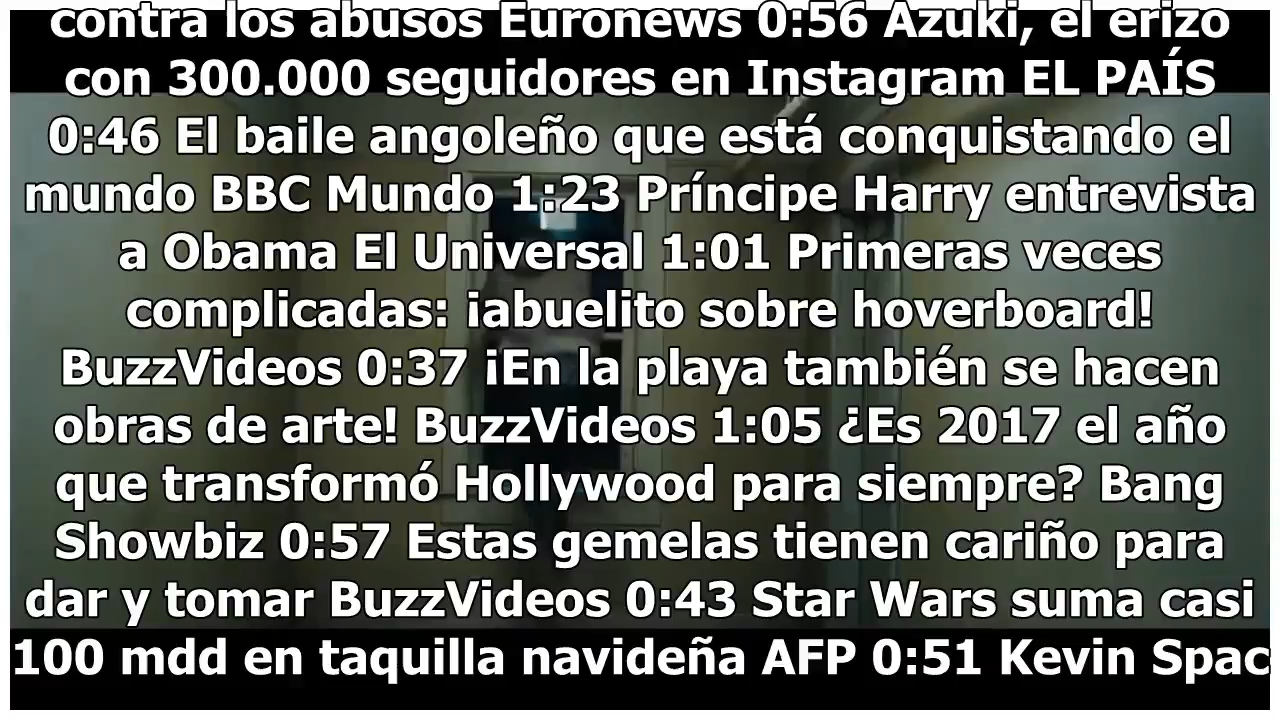 contra los abusos Euronews 0:56 Azuki, el erizo
con 300.000 seguidores en Instagram EL PAÍS
0:46 El baile angoleño que está conquistando el
mundo BBC Mundo 1:23 Príncipe Harry entrevista
a Obama El Universal 1:01 Primeras veces
complicadas: ¡abuelito sobre hoverboard!
BuzzVideos 0:37 ¡En la playa también se hacen
obras de arte! BuzzVideos 1:05 ¿Es 2017 el año
que transformó Hollywood para siempre? Bang
Showbiz 0:57 Estas gemelas tienen cariño para
dar y tomar BuzzVideos 0:43 Star Wars suma casi
100 mdd en taquilla navideña AFP 0:51 Kevin Spac